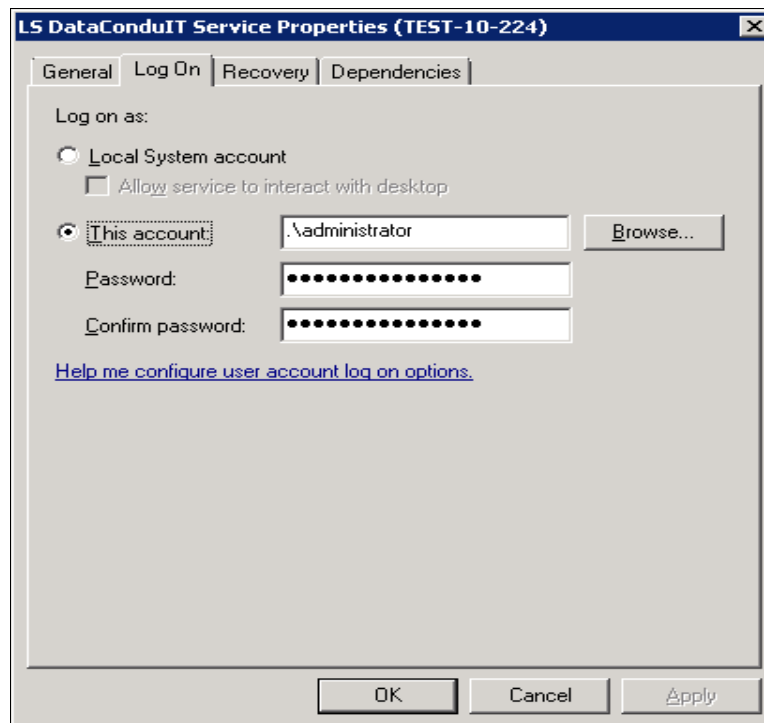 LS DataConduIT Service Properties (TEST-10-224)
General Log On Recovery Dependencies
Log on as:
Local System account
Allow service to interact with desktop
This account: .\administrator Browse...
Password: •••••••••••••••
Confirm password: •••••••••••••••
Help me configure user account log on options.
OK Cancel Apply